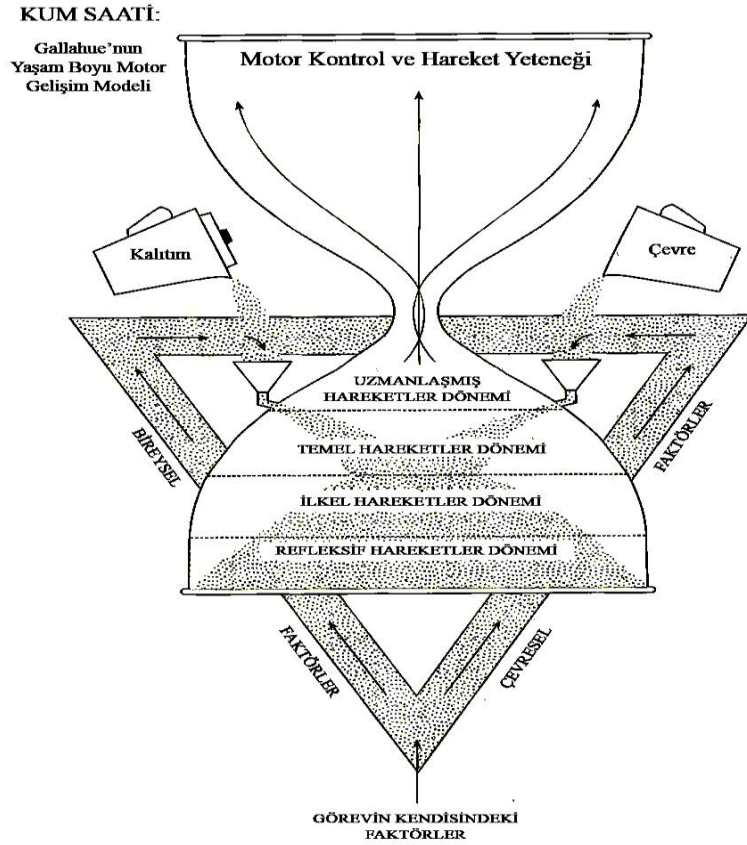 KUM SAATİ:
Gallahue'nun
Yaşam Boyu Motor
Gelişim Modeli
Motor Kontrol ve Hareket Yeteneği
Kalıtım
Çevre
UZMANLAŞMIŞ
HAREKETLER DÖNEMİ
TEMEL HAREKETLER DÖNEMİ
İLKEL HAREKETLER DÖNEMİ
REFLEKSİF HAREKETLER DÖNEMİ
BİREYSEL
FAKTÖRLER
FAKTÖRLER
ÇEVRESEL
GÖREVİN KENDİSİNDEKİ
FAKTÖRLER